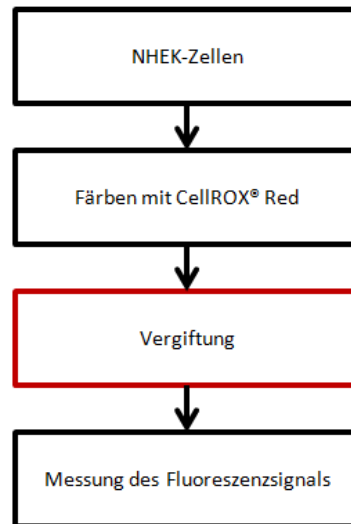 NHEK-Zellen
Färben mit CellROX® Red
Vergiftung
Messung des Fluoreszenzsignals